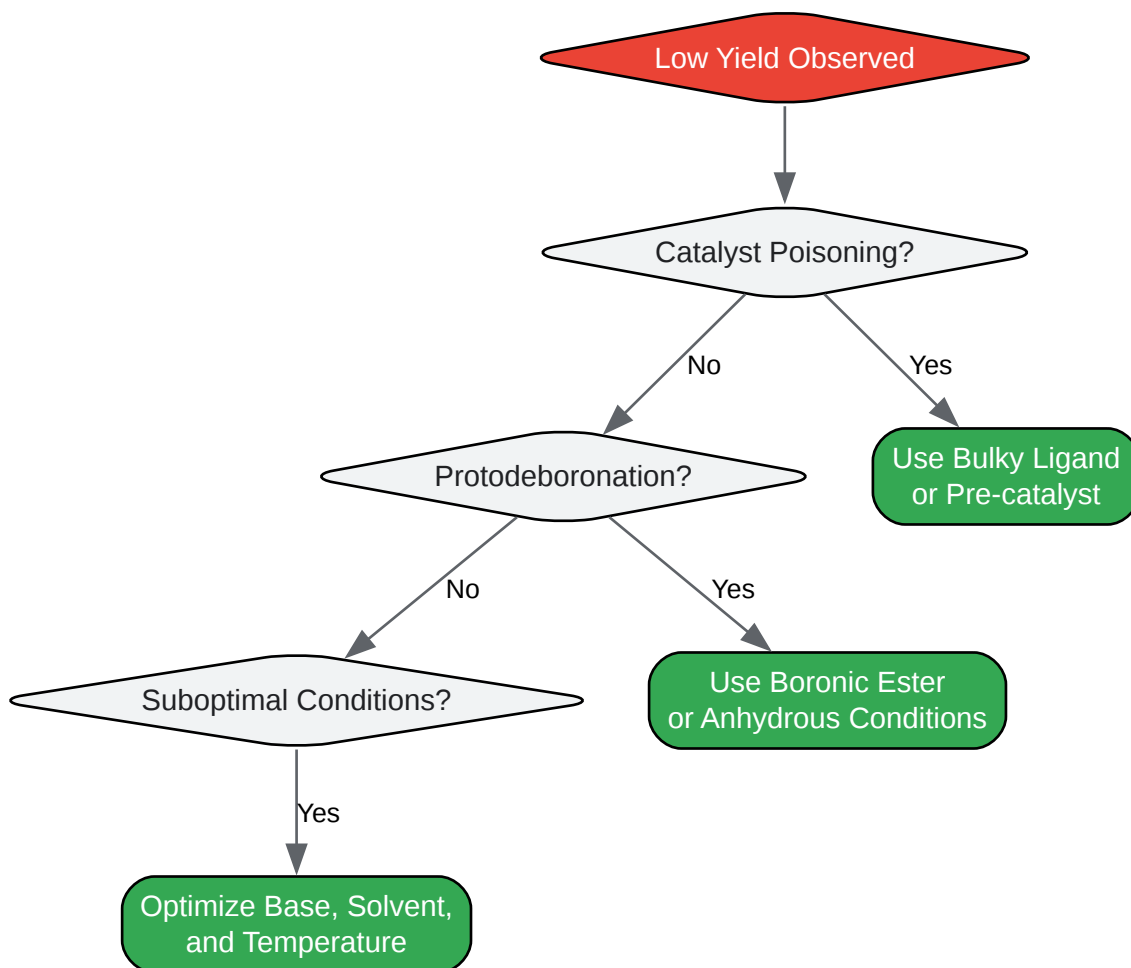 Low Yield Observed
Catalyst Poisoning?
No
Yes
Use Bulky Ligand
or Pre-catalyst
Protodeboronation?
No
Yes
Use Boronic Ester
or Anhydrous Conditions
Suboptimal Conditions?
Yes
Optimize Base, Solvent,
and Temperature